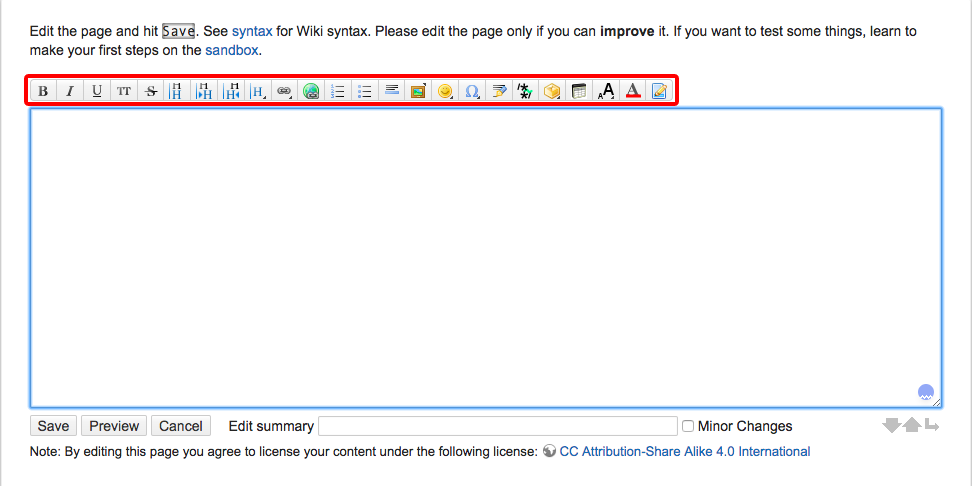 Edit the page and hit Save. See syntax for Wiki syntax. Please edit the page only if you can improve it. If you want to test some things, learn to
make your first steps on the sandbox.
B I U TT S H H H H A A A
Save Preview Cancel Edit summary Minor Changes
Note: By editing this page you agree to license your content under the following license: CC Attribution-Share Alike 4.0 International